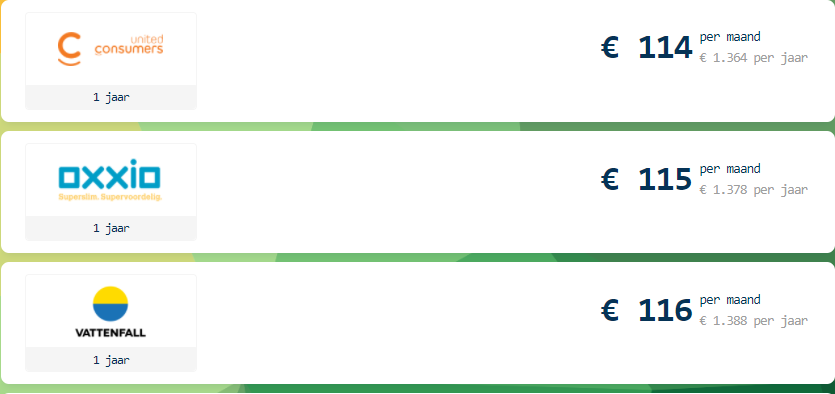 united
consumers
€ 114 per maand
€ 1.364 per jaar
1 jaar
oxxio
Superslim. Supervoordelig.
€ 115 per maand
€ 1.378 per jaar
1 jaar
VATTENFALL
€ 116 per maand
€ 1.388 per jaar
1 jaar